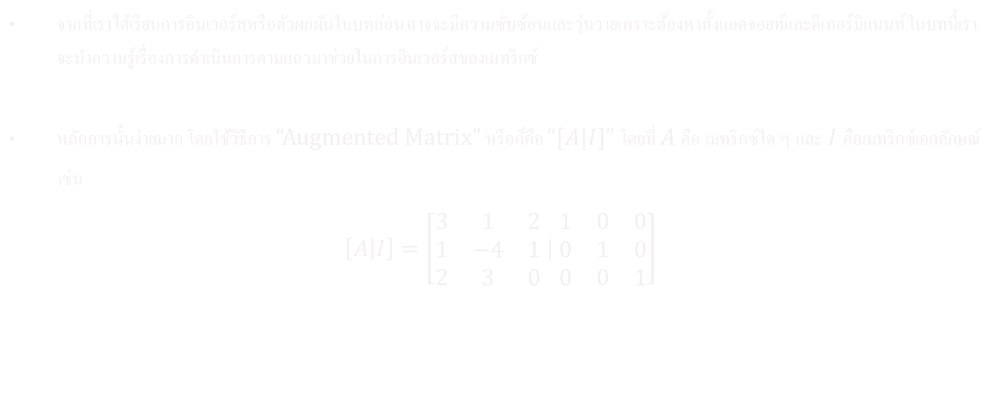 • จากที่เราได้เรียนการอินเวอร์สหรือตัวผกผันในบทก่อน อาจจะมีความซับซ้อนและวุ่นวายเพราะต้องหาทั้งแอดจอยท์และดีเทอร์มิแนนท์ ในบทนี้เรา
จะนำความรู้เรื่องการดำเนินการตามแถวมาช่วยในการอินเวอร์สของเมทริกซ์
• หลักการนั้นง่ายมาก โดยใช้วิธีการ “Augmented Matrix” หรือก็คือ “[A|I]” โดยที่ A คือ เมทริกซ์ใด ๆ และ I คือเมทริกซ์เอกลักษณ์
เช่น
3 1 2 1 0 0
[A|I] = 1 −4 1 | 0 1 0
2 3 0 0 0 1